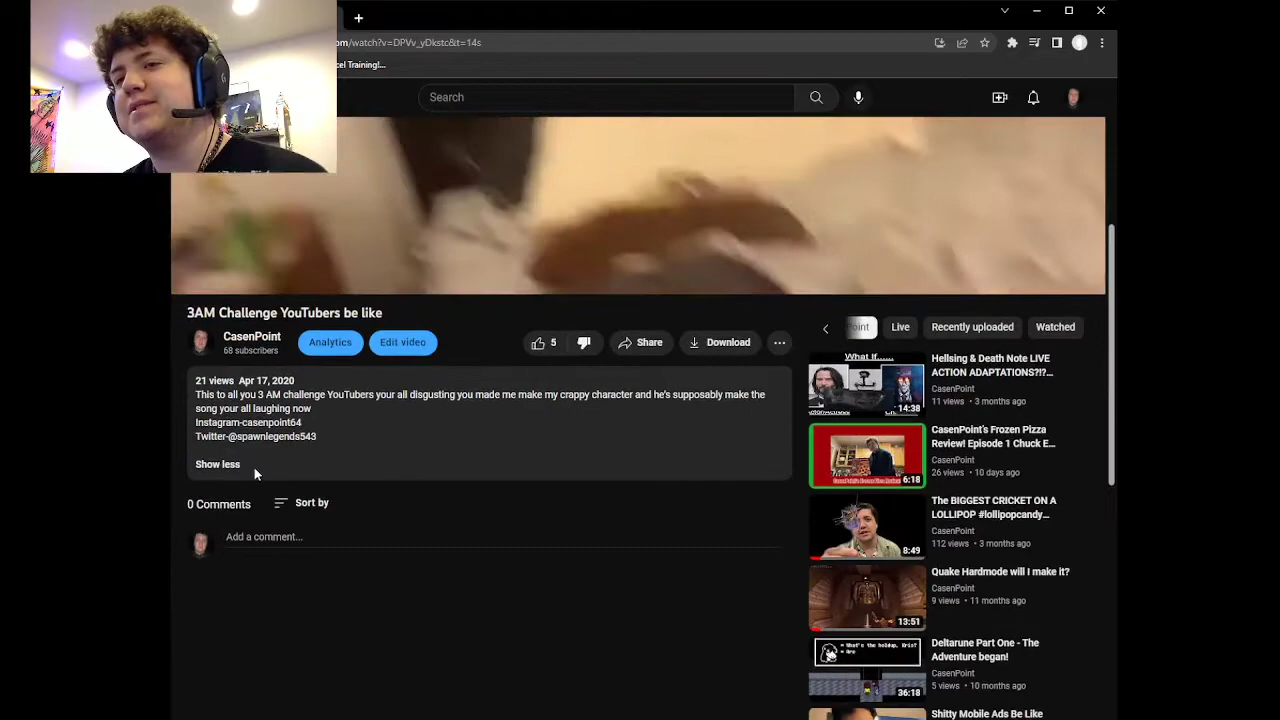 om/watch?v=DPVv_yDkstc&t=14s
cel Training!...
Search
3AM Challenge YouTubers be like
CasenPoint
68 subscribers
Analytics
Edit video
5
Share
Download
21 views Apr 17, 2020
This to all you 3 AM challenge YouTubers your all disgusting you made me make my crappy character and he's supposably make the
song your all laughing now
Instagram-casenpoint64
Twitter-@spawnlegends543
Show less
0 Comments
Sort by
Add a comment...
Point
Live
Recently uploaded
Watched
What If......
14:38
Hellsing & Death Note LIVE
ACTION ADAPTATIONS?!?...
CasenPoint
11 views • 3 months ago
6:18
CasenPoint's Frozen Pizza
Review! Episode 1 Chuck E...
CasenPoint
26 views • 10 days ago
8:49
The BIGGEST CRICKET ON A
LOLLIPOP #lollipopcandy...
CasenPoint
112 views • 3 months ago
13:51
Quake Hardmode will I make it?
CasenPoint
9 views • 11 months ago
What's the holdup, Kris?
36:18
Deltarune Part One - The
Adventure began!
CasenPoint
5 views • 10 months ago
Shitty Mobile Ads Be Like